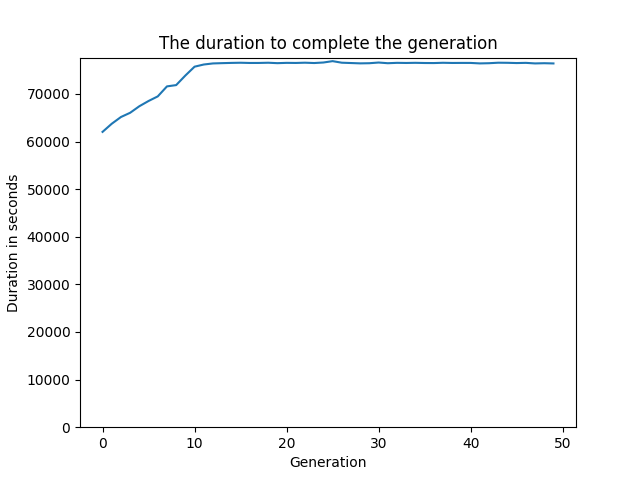 The duration to complete the generation
70000
60000
50000
40000
30000
20000
10000
0
Duration in seconds
0 10 20 30 40 50
Generation